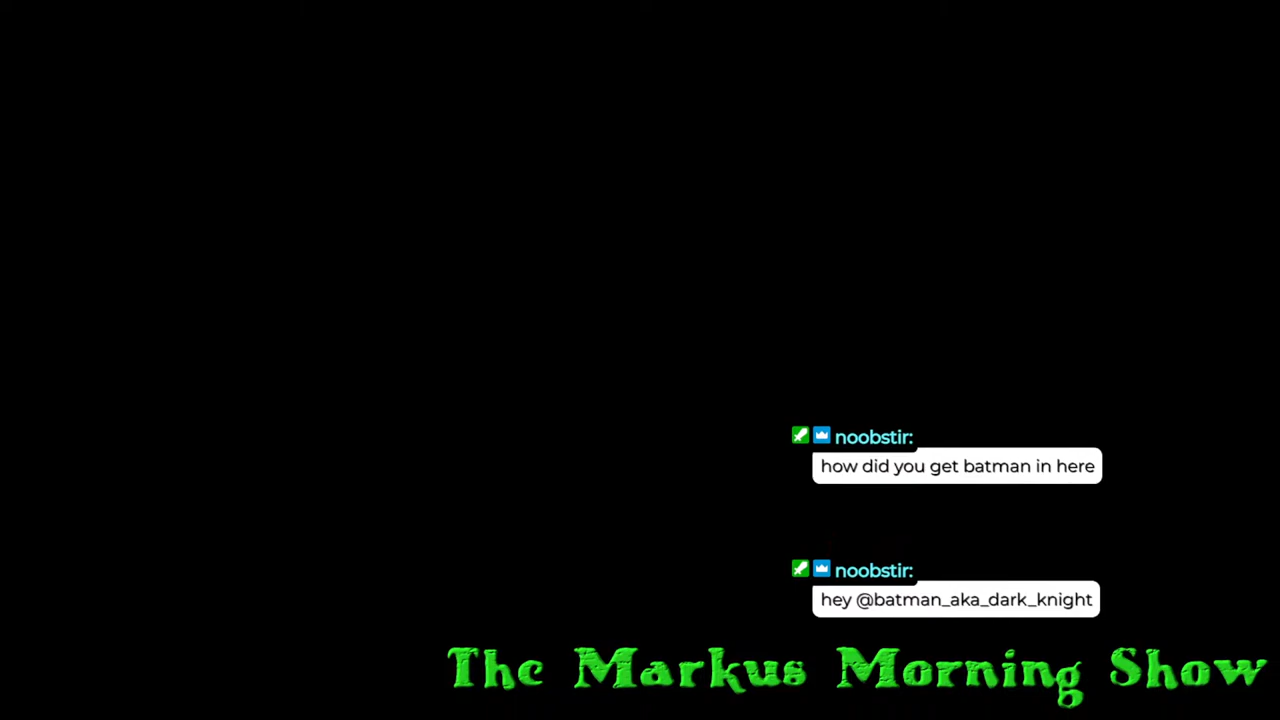 noobstir:
how did you get batman in here
noobstir:
hey @batman_aka_dark_knight
The Markus Morning Show